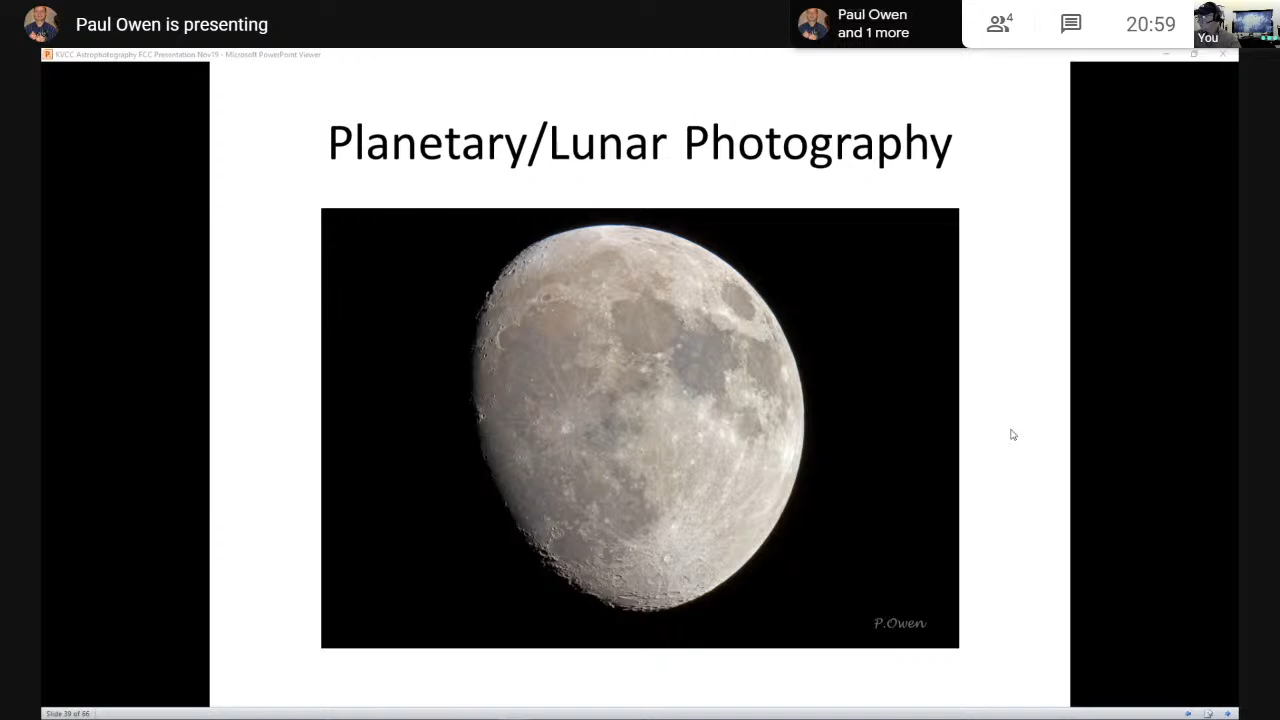 Paul Owen is presenting
Paul Owen
and 1 more
4
20:59
You
KVCC Astrophotography FCC Presentation Nov19 - Microsoft PowerPoint Viewer
Planetary/Lunar Photography
P.Owen
Slide 39 of 66